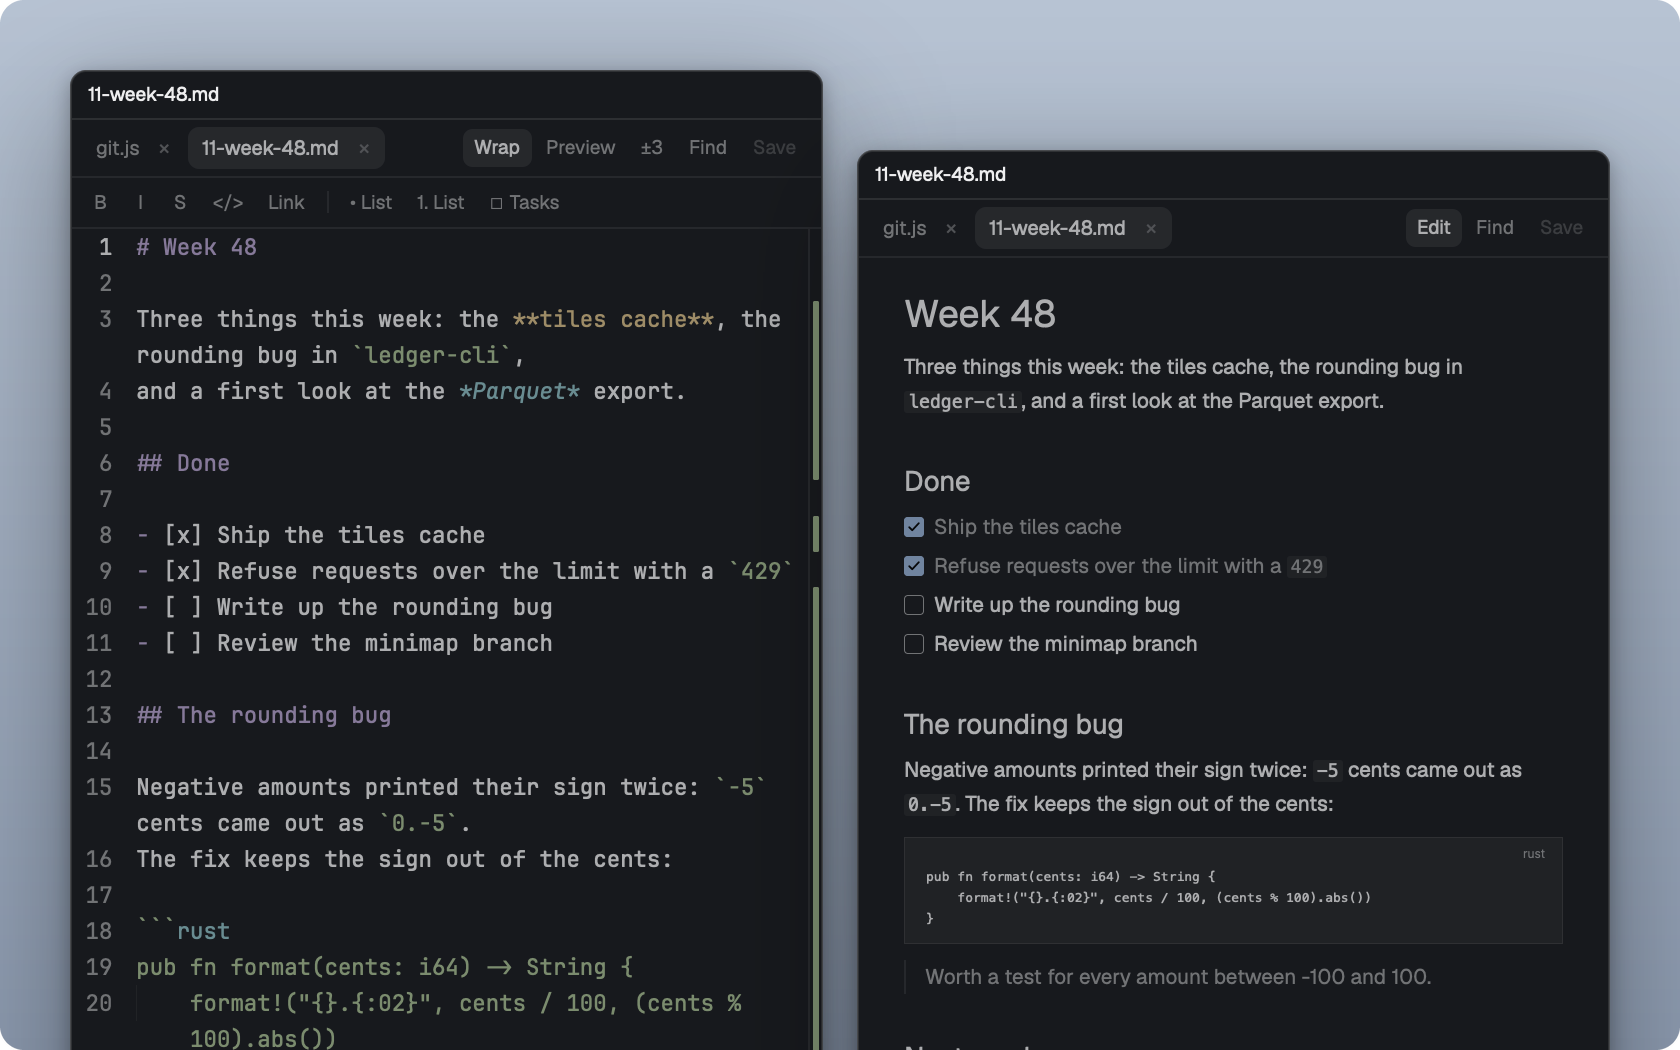 11-week-48.md
git.js × 11-week-48.md × Wrap Preview ±3 Find Save
B I S </> Link • List 1. List □ Tasks
1 # Week 48
2
3 Three things this week: the **tiles cache**, the
rounding bug in `ledger-cli`,
4 and a first look at the *Parquet* export.
5
6 ## Done
7
8 - [x] Ship the tiles cache
9 - [x] Refuse requests over the limit with a `429`
10 - [ ] Write up the rounding bug
11 - [ ] Review the minimap branch
12
13 ## The rounding bug
14
15 Negative amounts printed their sign twice: `-5`
cents came out as `0.-5`.
16 The fix keeps the sign out of the cents:
17
18 ```rust
19 pub fn format(cents: i64) -> String {
20 format!("{}.{:02}", cents / 100, (cents %
100).abs())
11-week-48.md
git.js × 11-week-48.md × Edit Find Save
Week 48
Three things this week: the tiles cache, the rounding bug in
ledger-cli, and a first look at the Parquet export.
Done
Ship the tiles cache
Refuse requests over the limit with a 429
Write up the rounding bug
Review the minimap branch
The rounding bug
Negative amounts printed their sign twice: -5 cents came out as
0.-5. The fix keeps the sign out of the cents:
rust
pub fn format(cents: i64) -> String {
format!("{}.{:02}", cents / 100, (cents % 100).abs())
}
Worth a test for every amount between -100 and 100.